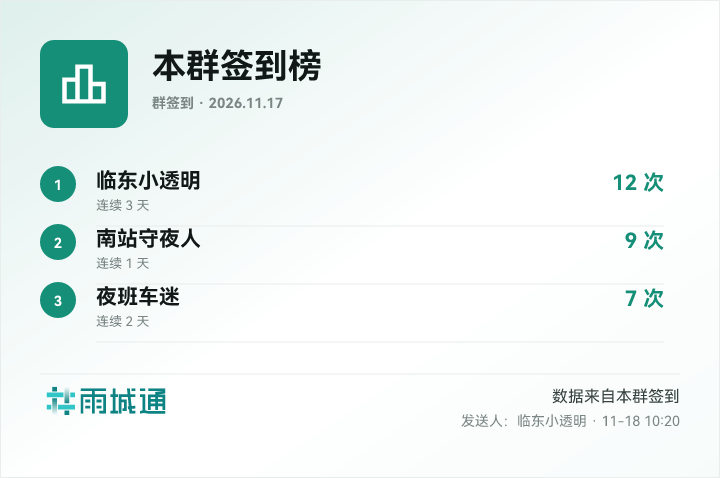 本群签到榜
群签到 · 2026.11.17
1
临东小透明
12 次
连续 3 天
2
南站守夜人
9 次
连续 1 天
3
夜班车迷
7 次
连续 2 天
雨城通
数据来自本群签到
发送人：临东小透明 · 11-18 10:20